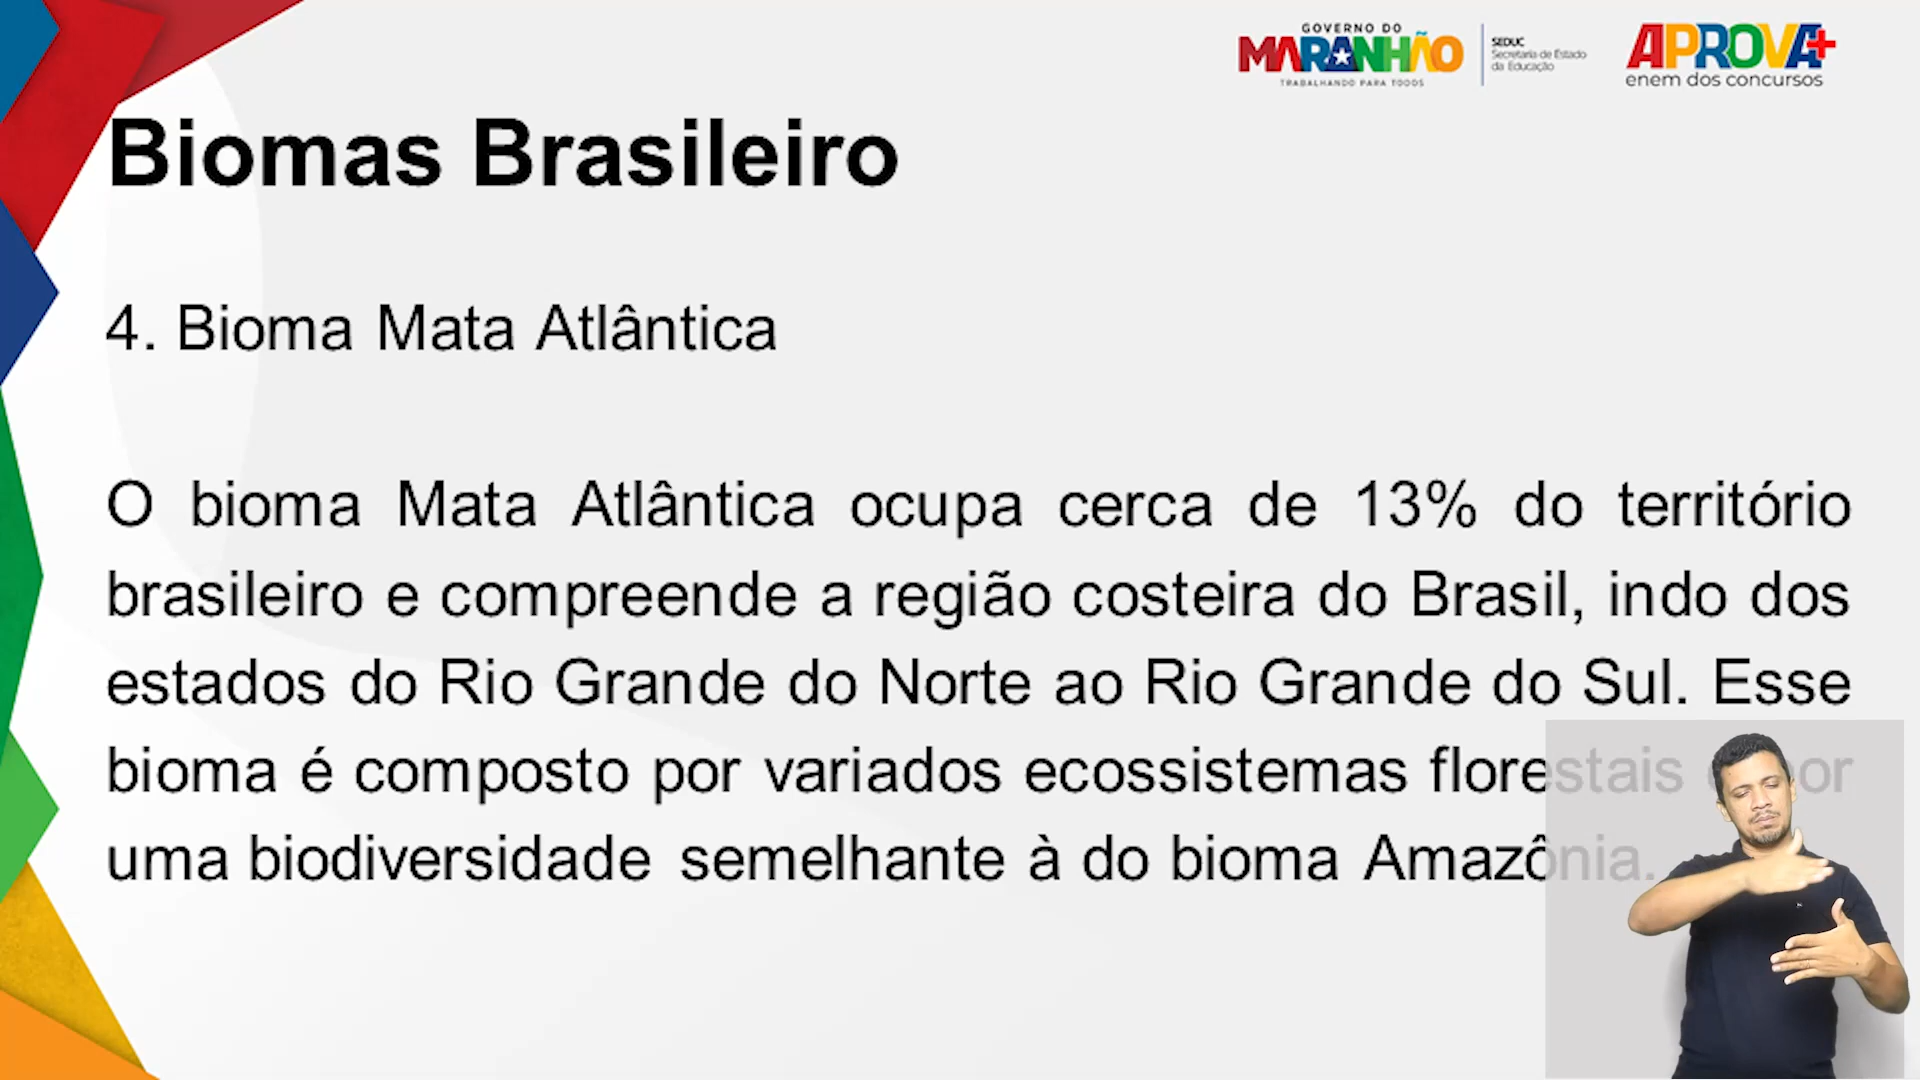 GOVERNO DO
MARANHÃO
TRABALHANDO PARA TODOS
SEDUC
Secretaria de Estado
da Educação
APROVA+
enem dos concursos
Biomas Brasileiro
4. Bioma Mata Atlântica
O bioma Mata Atlântica ocupa cerca de 13% do território
brasileiro e compreende a região costeira do Brasil, indo dos
estados do Rio Grande do Norte ao Rio Grande do Sul. Esse
bioma é composto por variados ecossistemas florestais por
uma biodiversidade semelhante à do bioma Amazônia.